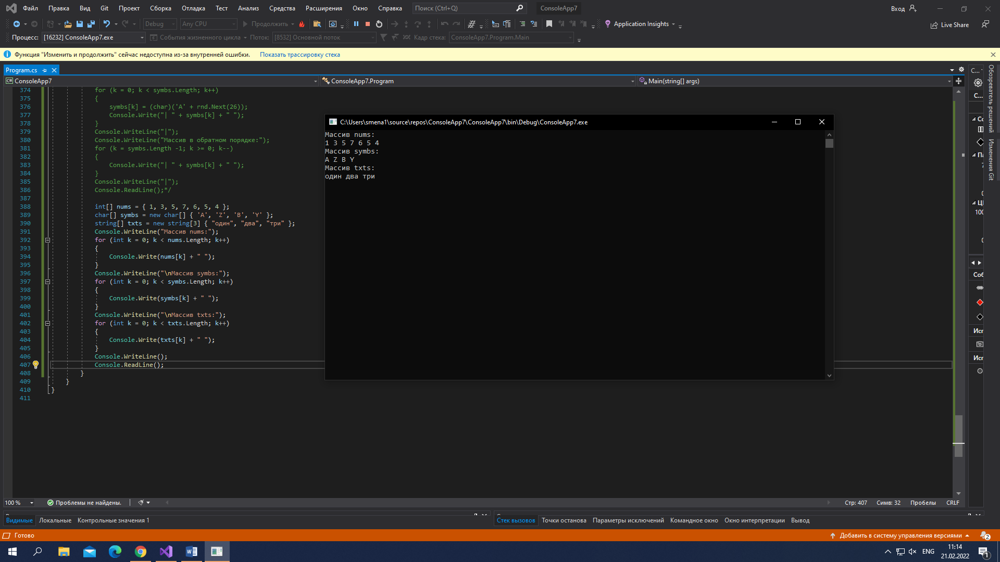 Файл Правка Вид Git Проект Сборка Отладка Тест Анализ Средства Расширения Окно Справка Поиск (Ctrl+Q) ConsoleApp7 Вход
Debug Any CPU Продолжить Application Insights Live Share
Процесс: [16232] ConsoleApp7.exe События жизненного цикла Поток: [8532] Основной поток Кадр стека: ConsoleApp7.Program.Main
Функция "Изменить и продолжить" сейчас недоступна из-за внутренней ошибки. Показать трассировку стека
Program.cs
ConsoleApp7 ConsoleApp7.Program Main(string[] args)
374 for (k = 0; k < symbs.Length; k++)
375 {
376 symbs[k] = (char)('A' + rnd.Next(26));
377 Console.Write("| " + symbs[k] + " ");
378 }
379 Console.WriteLine("|");
380 Console.WriteLine("Массив в обратном порядке:");
381 for (k = symbs.Length -1; k >= 0; k--)
382 {
383 Console.Write("| " + symbs[k] + " ");
384 }
385 Console.WriteLine("|");
386 Console.ReadLine();*/
387
388 int[] nums = { 1, 3, 5, 7, 6, 5, 4 };
389 char[] symbs = new char[] { 'A', 'Z', 'B', 'Y' };
390 string[] txts = new string[3] { "один", "два", "три" };
391 Console.WriteLine("Массив nums:");
392 for (int k = 0; k < nums.Length; k++)
393 {
394 Console.Write(nums[k] + " ");
395 }
396 Console.WriteLine("\nМассив symbs:");
397 for (int k = 0; k < symbs.Length; k++)
398 {
399 Console.Write(symbs[k] + " ");
400 }
401 Console.WriteLine("\nМассив txts:");
402 for (int k = 0; k < txts.Length; k++)
403 {
404 Console.Write(txts[k] + " ");
405 }
406 Console.WriteLine();
407 Console.ReadLine();
408 }
409 }
410 }
411
C:\Users\smena1\source\repos\ConsoleApp7\ConsoleApp7\bin\Debug\ConsoleApp7.exe
Массив nums:
1 3 5 7 6 5 4
Массив symbs:
A Z B Y
Массив txts:
один два три
С...
С...
Со
Па
7
0
ЦП
100
0
Соб
Исп
Исп
Обозреватель решений
Изменения Git
100 % Проблемы не найдены. Стр: 407 Симв: 32 Пробелы CRLF
Видимые Локальные Контрольные значения 1 Стек вызовов Точки останова Параметры исключений Командное окно Окно интерпретации Вывод
Готово Добавить в систему управления версиями 2
ENG 11:14
21.02.2022 1